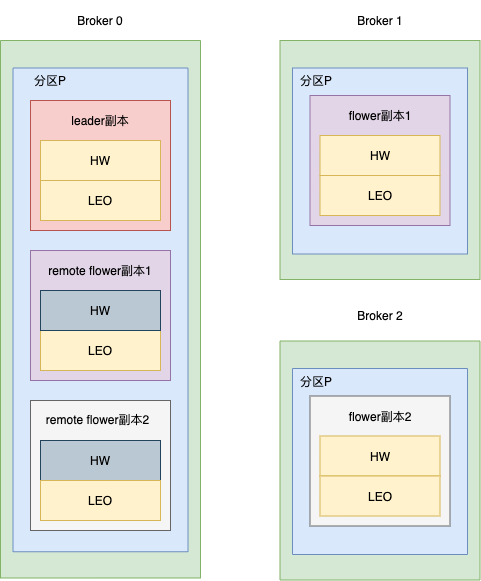 Broker 0
分区P
leader副本
HW
LEO
remote flower副本1
HW
LEO
remote flower副本2
HW
LEO
Broker 1
分区P
flower副本1
HW
LEO
Broker 2
分区P
flower副本2
HW
LEO